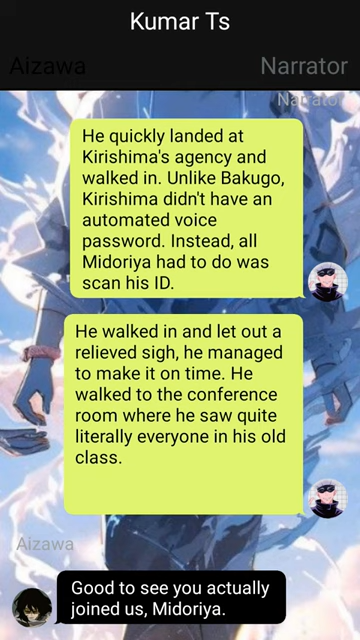 Kumar Ts
Aizawa
Narrator
Narrator
He quickly landed at
Kirishima's agency and
walked in. Unlike Bakugo,
Kirishima didn't have an
automated voice
password. Instead, all
Midoriya had to do was
scan his ID.
He walked in and let out a
relieved sigh, he managed
to make it on time. He
walked to the conference
room where he saw quite
literally everyone in his old
class.
Aizawa
Good to see you actually
joined us, Midoriya.